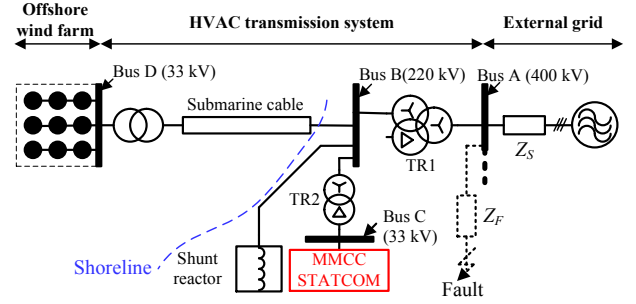 Offshore
wind farm
HVAC transmission system
External grid
Bus D (33 kV)
Bus B(220 kV)
Bus A (400 kV)
Submarine cable
TR1
Z_S
TR2
Z_F
Bus C
(33 kV)
Shoreline
Shunt
reactor
MMCC
STATCOM
Fault